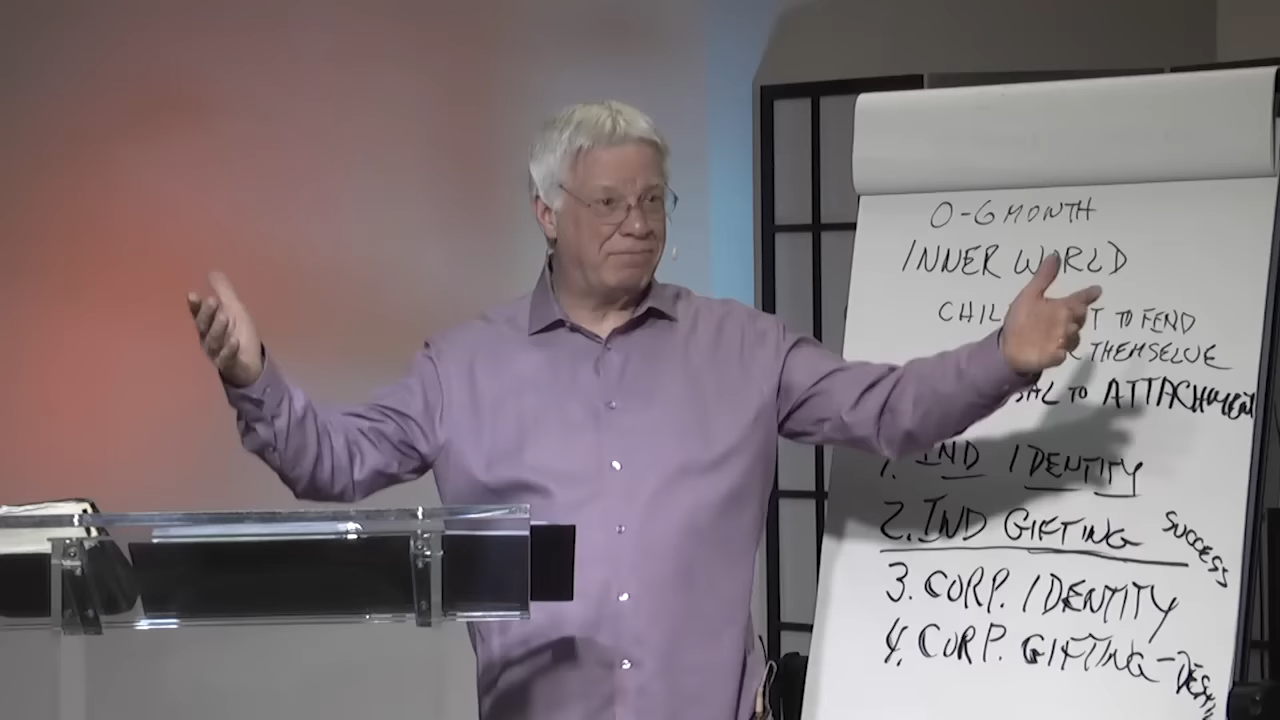 0-6 MONTH
INNER WORLD
TO FEND
THEMSELVE
TO ATTACHMENT
1. IND IDENTITY
2. IND GIFTING SUCCESS
3. CORP. IDENTITY
4. CORP. GIFTING -